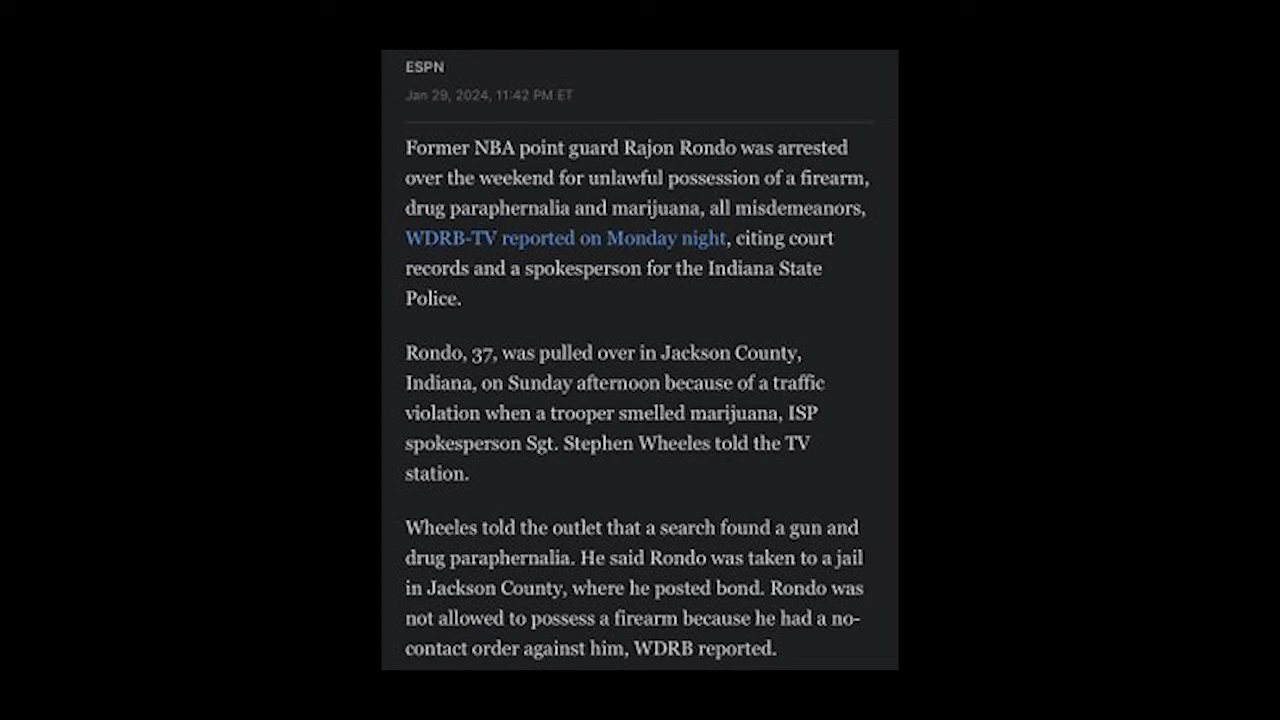 ESPN
Jan 29, 2024, 11:42 PM ET
Former NBA point guard Rajon Rondo was arrested
over the weekend for unlawful possession of a firearm,
drug paraphernalia and marijuana, all misdemeanors,
WDRB-TV reported on Monday night, citing court
records and a spokesperson for the Indiana State
Police.
Rondo, 37, was pulled over in Jackson County,
Indiana, on Sunday afternoon because of a traffic
violation when a trooper smelled marijuana, ISP
spokesperson Sgt. Stephen Wheeles told the TV
station.
Wheeles told the outlet that a search found a gun and
drug paraphernalia. He said Rondo was taken to a jail
in Jackson County, where he posted bond. Rondo was
not allowed to possess a firearm because he had a no-
contact order against him, WDRB reported.